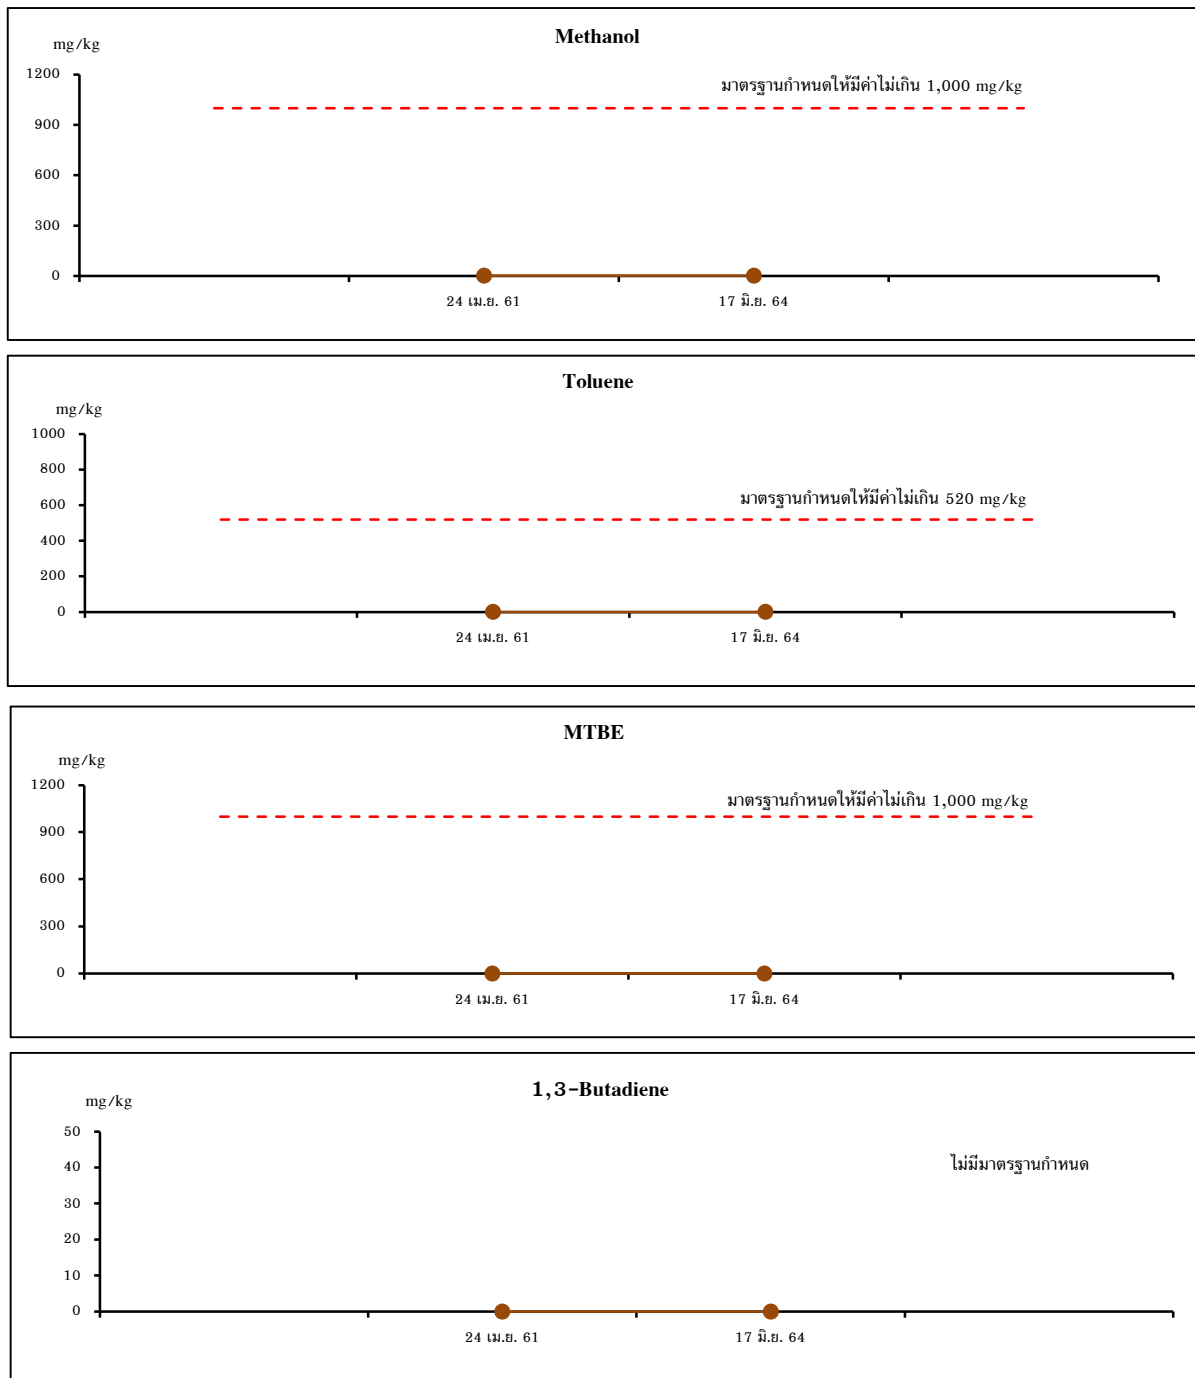 Methanol
mg/kg
1200
มาตรฐานกำหนดให้มีค่าไม่เกิน 1,000 mg/kg
900
600
300
0
24 เม.ย. 61
17 มิ.ย. 64
Toluene
mg/kg
1000
800
มาตรฐานกำหนดให้มีค่าไม่เกิน 520 mg/kg
600
400
200
0
24 เม.ย. 61
17 มิ.ย. 64
MTBE
mg/kg
1200
มาตรฐานกำหนดให้มีค่าไม่เกิน 1,000 mg/kg
900
600
300
0
24 เม.ย. 61
17 มิ.ย. 64
1,3-Butadiene
mg/kg
50
ไม่มีมาตรฐานกำหนด
40
30
20
10
0
24 เม.ย. 61
17 มิ.ย. 64